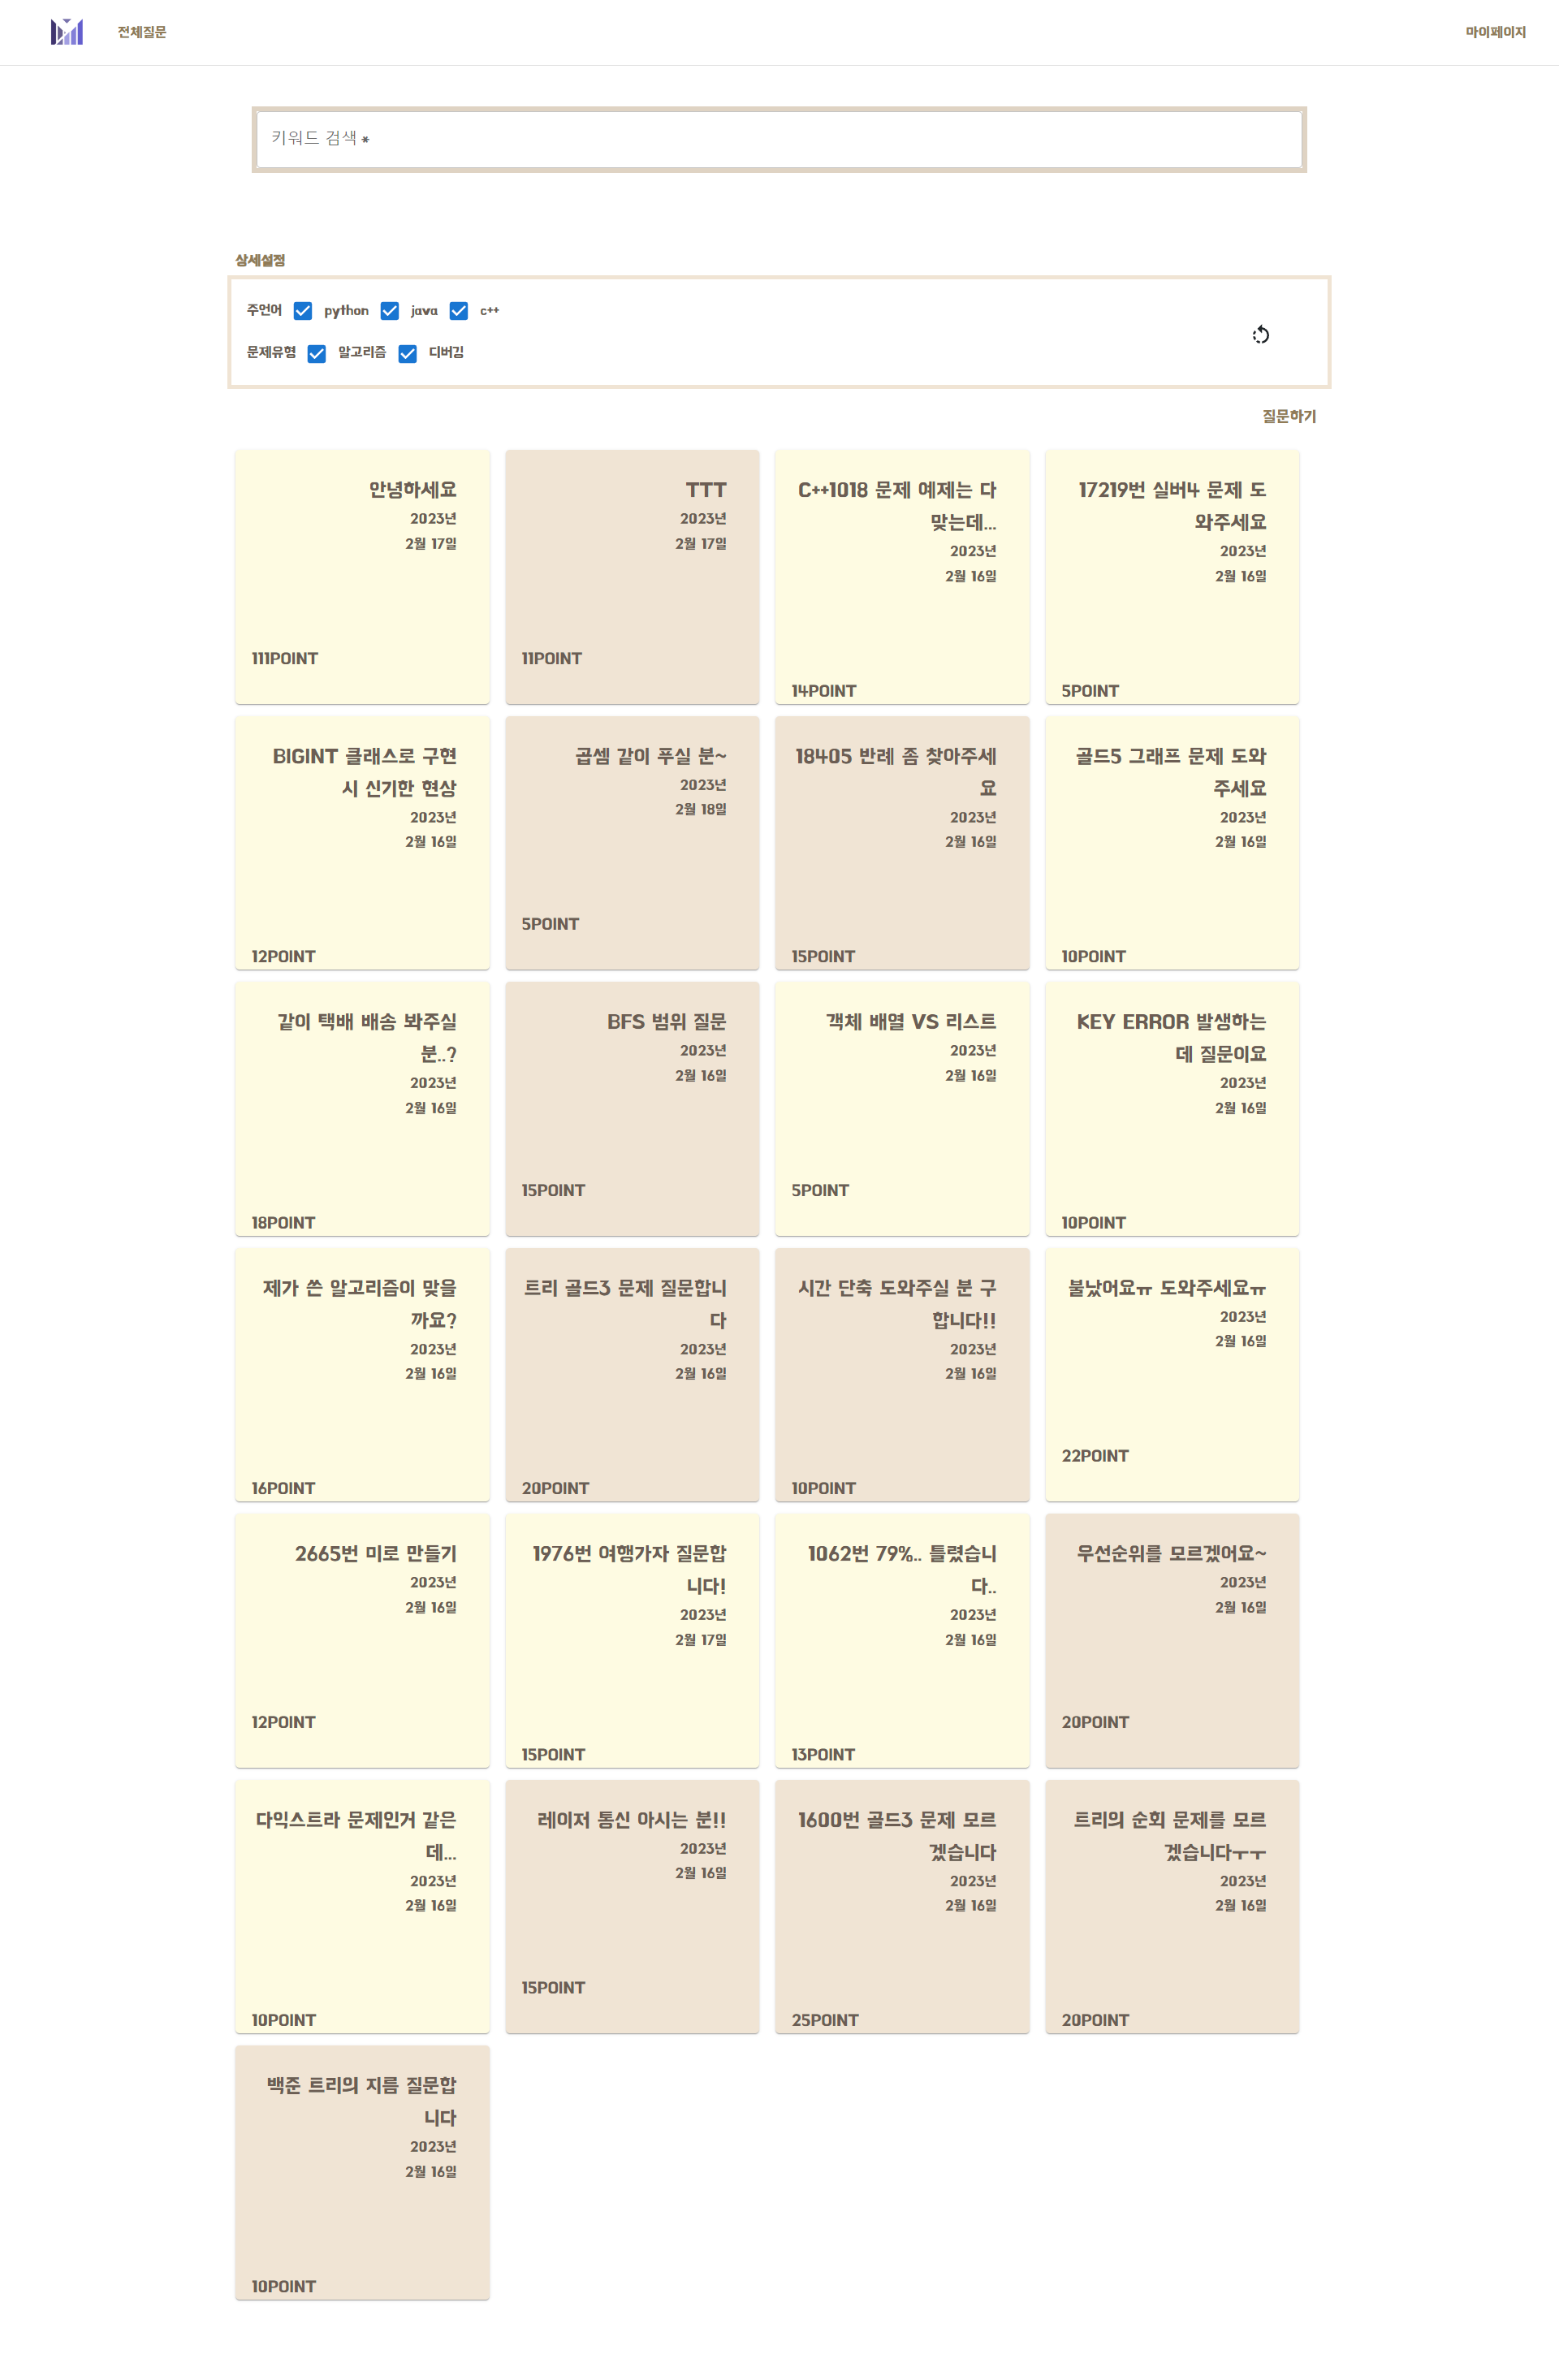 전체질문
마이페이지
키워드 검색 *
상세설정
주언어 python java c++
문제유형 알고리즘 디버깅
질문하기
안녕하세요
2023년
2월 17일
111POINT
TTT
2023년
2월 17일
11POINT
C++1018 문제 예제는 다
맞는데...
2023년
2월 16일
14POINT
17219번 실버4 문제 도
와주세요
2023년
2월 16일
5POINT
BIGINT 클래스로 구현
시 신기한 현상
2023년
2월 16일
12POINT
곱셈 같이 푸실 분~
2023년
2월 18일
5POINT
18405 반례 좀 찾아주세
요
2023년
2월 16일
15POINT
골드5 그래프 문제 도와
주세요
2023년
2월 16일
10POINT
같이 택배 배송 봐주실
분..?
2023년
2월 16일
18POINT
BFS 범위 질문
2023년
2월 16일
15POINT
객체 배열 VS 리스트
2023년
2월 16일
5POINT
KEY ERROR 발생하는
데 질문이요
2023년
2월 16일
10POINT
제가 쓴 알고리즘이 맞을
까요?
2023년
2월 16일
16POINT
트리 골드3 문제 질문합니
다
2023년
2월 16일
20POINT
시간 단축 도와주실 분 구
합니다!!
2023년
2월 16일
10POINT
불났어요ㅠ 도와주세요ㅠ
2023년
2월 16일
22POINT
2665번 미로 만들기
2023년
2월 16일
12POINT
1976번 여행가자 질문합
니다!
2023년
2월 17일
15POINT
1062번 79%.. 틀렸습니
다..
2023년
2월 16일
13POINT
우선순위를 모르겠어요~
2023년
2월 16일
20POINT
다익스트라 문제인거 같은
데...
2023년
2월 16일
10POINT
레이저 통신 아시는 분!!
2023년
2월 16일
15POINT
1600번 골드3 문제 모르
겠습니다
2023년
2월 16일
25POINT
트리의 순회 문제를 모르
겠습니다ㅜㅜ
2023년
2월 16일
20POINT
백준 트리의 지름 질문합
니다
2023년
2월 16일
10POINT